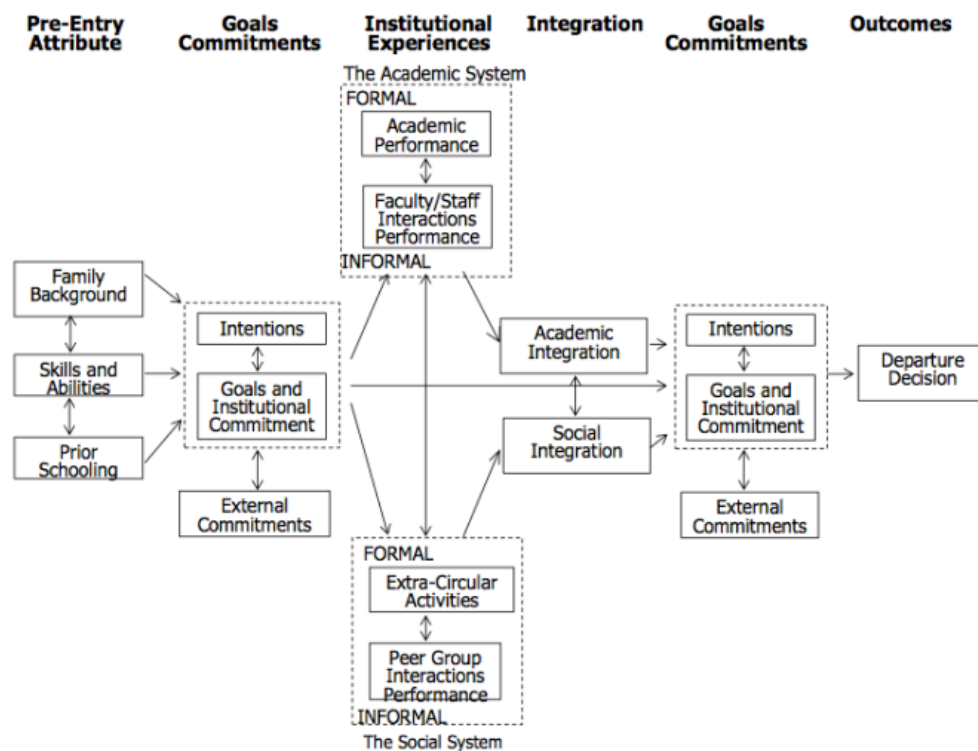 Pre-Entry
Attribute
Goals
Commitments
Institutional
Experiences
Integration
Goals
Commitments
Outcomes
The Academic System
FORMAL
Academic
Performance
Faculty/Staff
Interactions
Performance
INFORMAL
Family
Background
Skills and
Abilities
Prior
Schooling
Intentions
Goals and
Institutional
Commitment
External
Commitments
Academic
Integration
Social
Integration
Intentions
Goals and
Institutional
Commitment
External
Commitments
Departure
Decision
FORMAL
Extra-Circular
Activities
Peer Group
Interactions
Performance
INFORMAL
The Social System